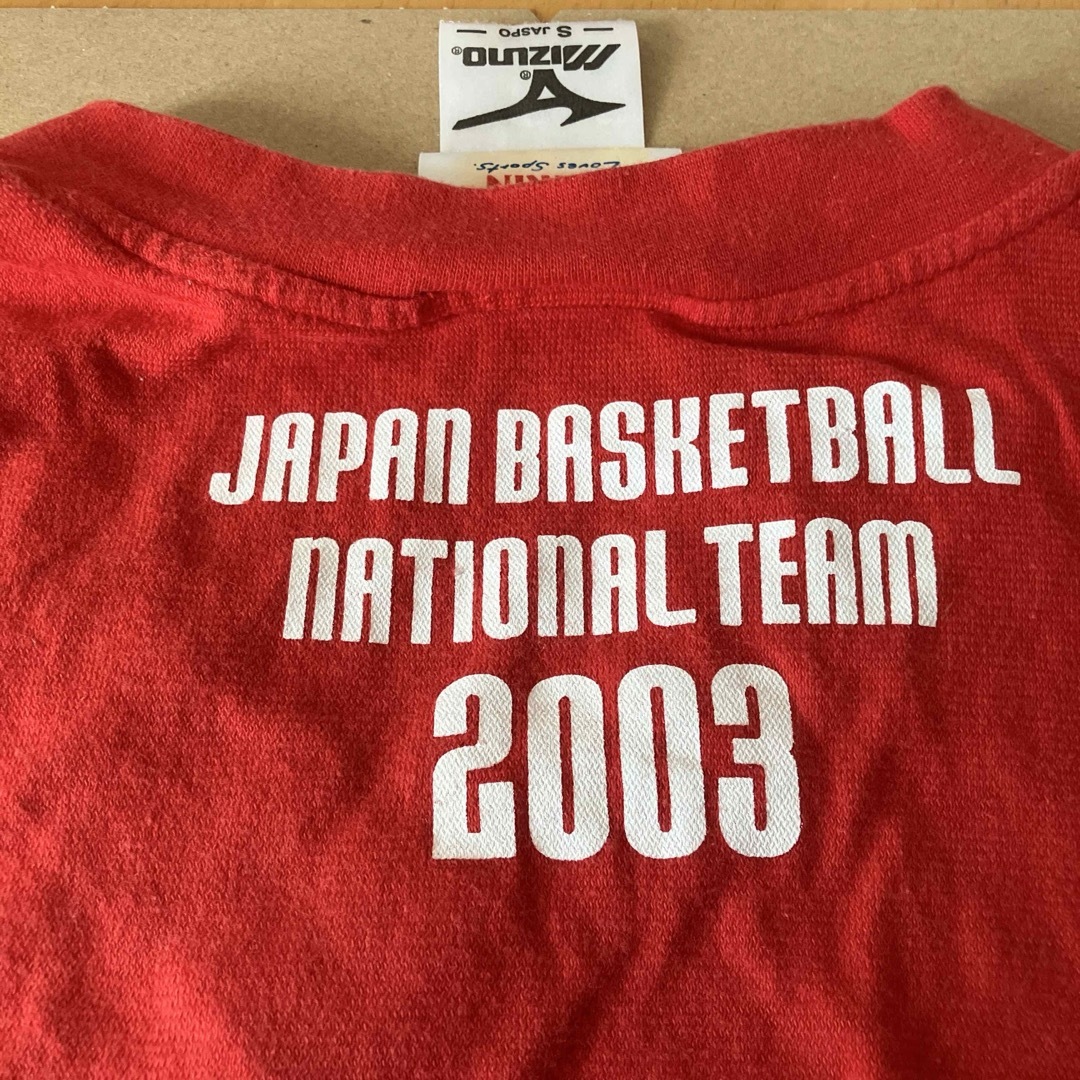 S JASPO
MIZUNO
Loves Sports.
JAPAN BASKETBALL
NATIONAL TEAM
2003